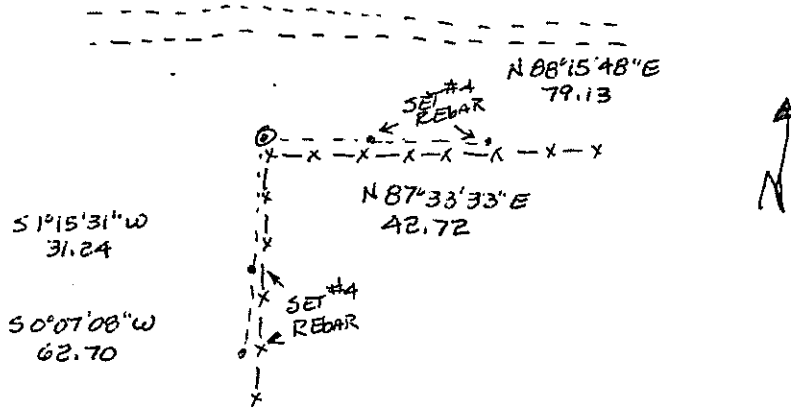 N 88°15'48"E
79.13
SET #4
REBAR
N 87°33'33"E
42.72
N
S 1°15'31"W
31.24
SET #4
REBAR
S 0°07'08"W
62.70